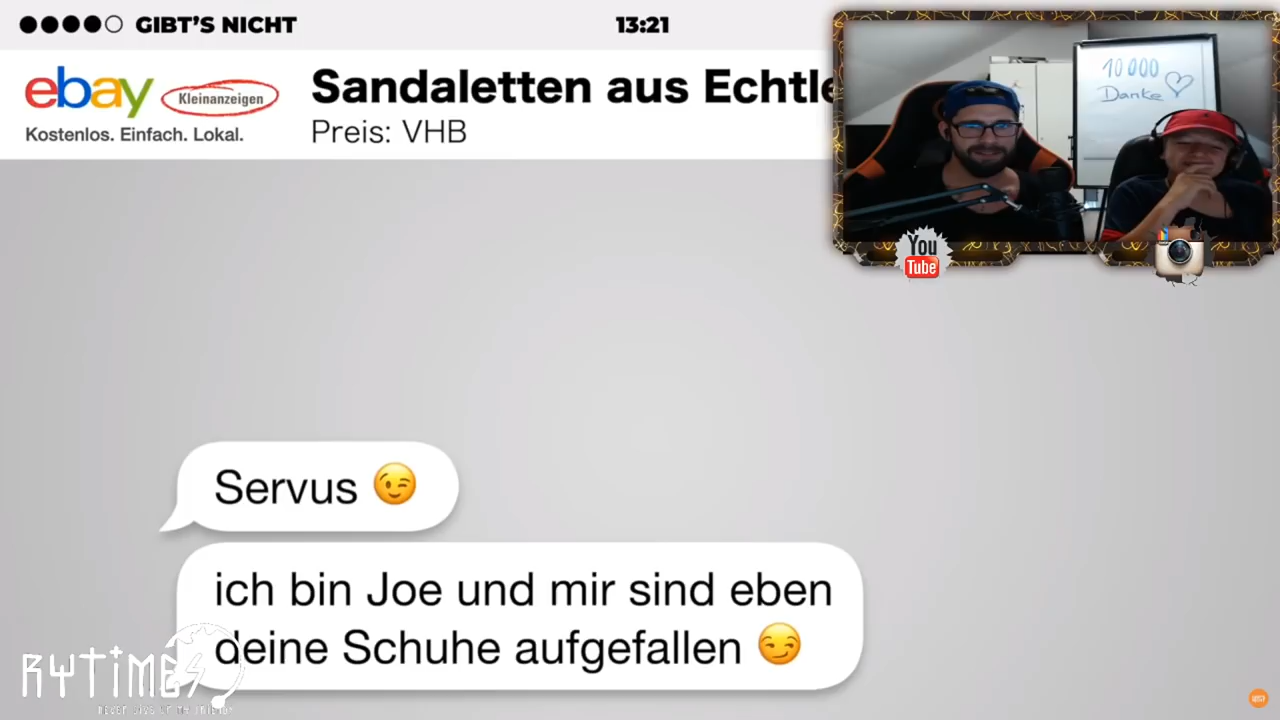 GIBT'S NICHT
13:21
ebay Kleinanzeigen
Kostenlos. Einfach. Lokal.
Sandaletten aus Echtle
Preis: VHB
10 000
Danke
You
Tube
Servus 😉
ich bin Joe und mir sind eben
deine Schuhe aufgefallen 😏
RYTIMES